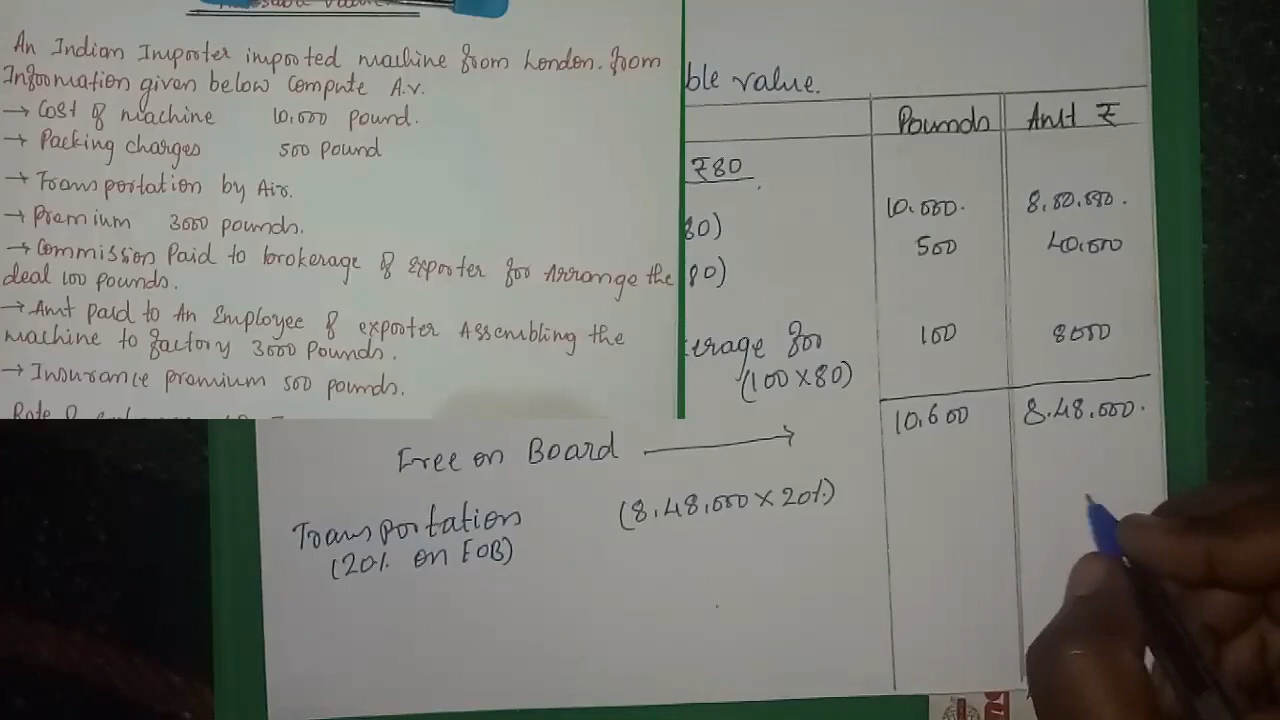 An Indian Importer imported machine from London. from
Information given below compute A.V.
→ Cost of machine 10,000 pound.
→ Packing charges 500 pound
→ Transportation by Air.
→ Premium 3000 pounds.
→ Commission Paid to brokerage of exporter for Arrange the
deal 100 pounds.
→ Amt paid to An Employee of exporter Assembling the
machine to factory 3000 Pounds.
→ Insurance premium 500 pounds.
ble value.
Pounds Amt ₹
₹80
80) 10,000. 8,00,000.
80) 500 40,000
erage for 100 8000
(100 X 80)
Free on Board → 10,600 8,48,000.
Transportation (8,48,000 X 20%)
(20% on FOB)